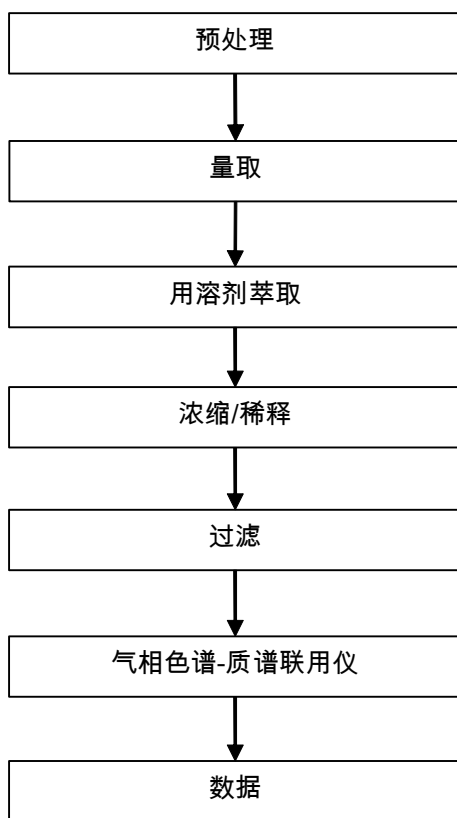 预处理
量取
用溶剂萃取
浓缩/稀释
过滤
气相色谱-质谱联用仪
数据